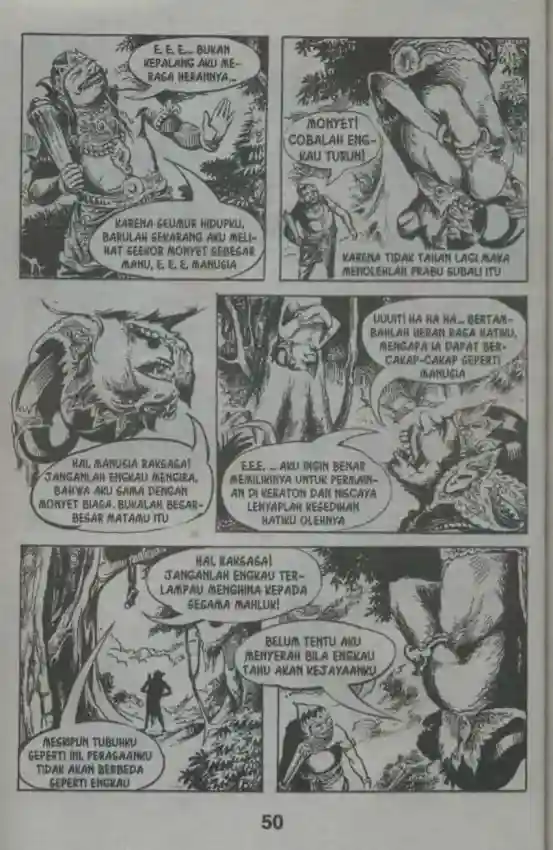 E, E, E... BUKAN
KEPALANG AKU ME-
RASA HERANNYA...
KARENA SEUMUR HIDUPKU,
BARULAH SEKARANG AKU MELI-
HAT SEEKOR MONYET SEBESAR
MANU, E, E, E, MANUSIA
MONYET!
COBALAH ENG-
KAU TURUN!
KARENA TIDAK TAHAN LAGI, MAKA
MENOLEHLAH PRABU SUBALI ITU
HAI, MANUSIA RAKSASA!
JANGANLAH ENGKAU MENGIRA,
BAHWA AKU SAMA DENGAN
MONYET BIASA. BUKALAH BESAR-
BESAR MATAMU ITU
UUUIT! HA HA HA... BERTAM-
BAHLAH HERAN RASA HATIKU,
MENGAPA IA DAPAT BER-
CAKAP-CAKAP SEPERTI
MANUSIA
E,E,E, ... AKU INGIN BENAR
MEMILIKINYA UNTUK PERMAIN-
AN DI KERATON DAN NISCAYA
LENYAPLAH KESEDIHAN
HATIKU OLEHNYA
HAI, RAKSASA!
JANGANLAH ENGKAU TER-
LAMPAU MENGHINA KEPADA
SESAMA MAHLUK!
MESKIPUN TUBUHKU
SEPERTI INI, PERASAANKU
TIDAK AKAN BERBEDA
SEPERTI ENGKAU
BELUM TENTU AKU
MENYERAH BILA ENGKAU
TAHU AKAN KEJAYAANKU
50